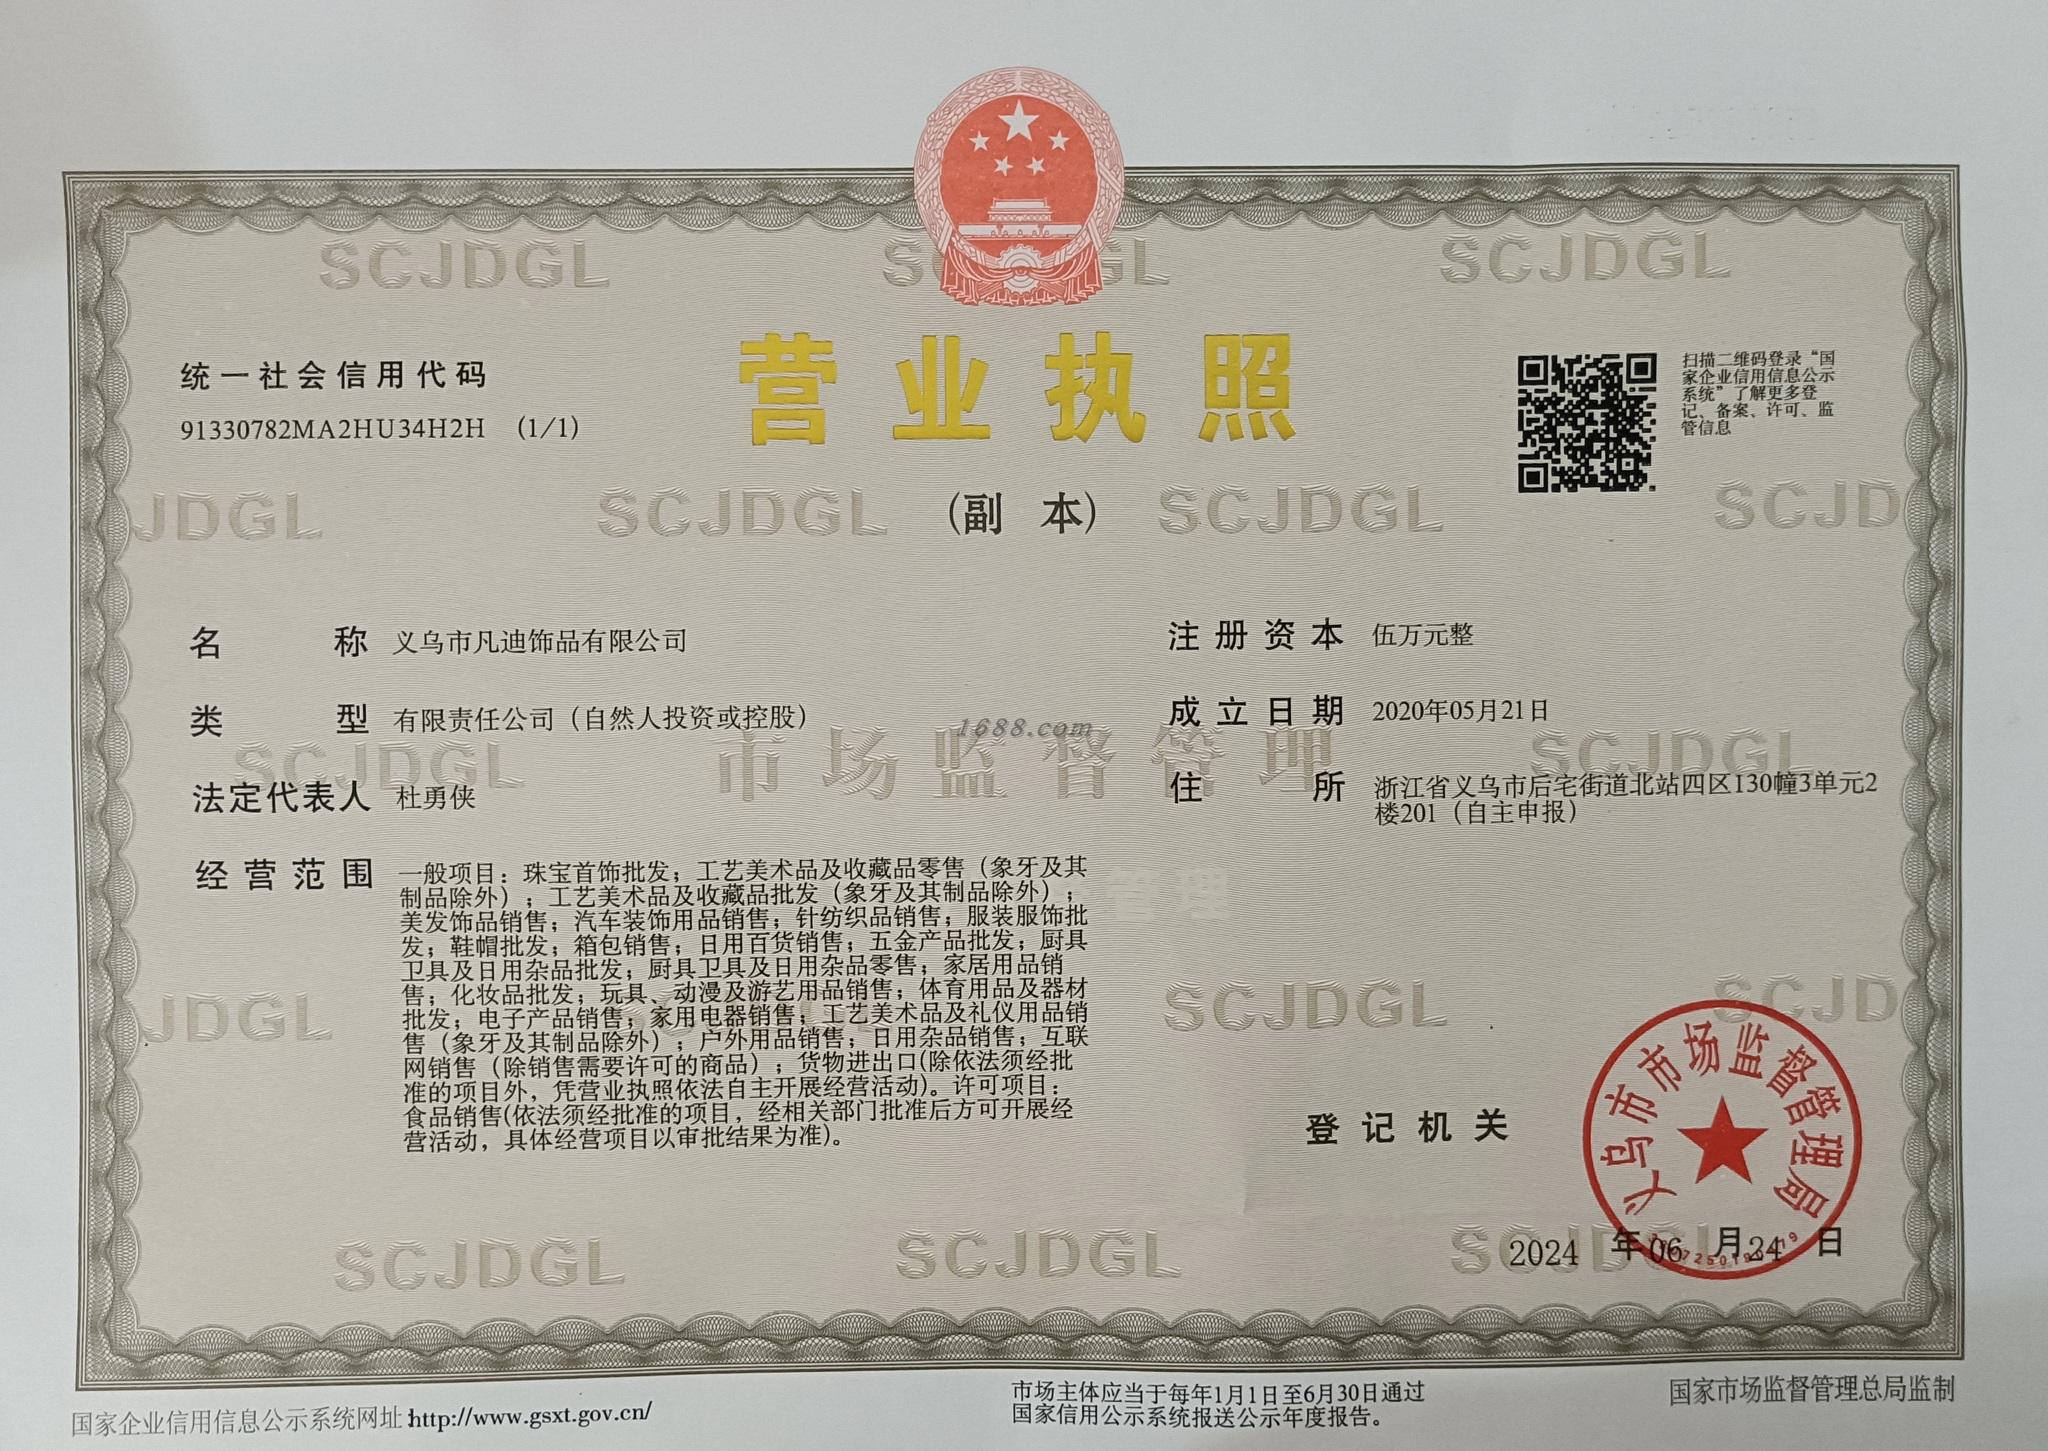 营业执照
(副 本)
统一社会信用代码
91330782MA2HU34H2H (1/1)
扫描二维码登录“国
家企业信用信息公示
系统”了解更多登
记、备案、许可、监
管信息
名 称 义乌市凡迪饰品有限公司
类 型 有限责任公司（自然人投资或控股）
法定代表人 杜勇侠
经营范围 一般项目：珠宝首饰批发；工艺美术品及收藏品零售（象牙及其
制品除外）；工艺美术品及收藏品批发（象牙及其制品除外）；
美发饰品销售；汽车装饰用品销售；针纺织品销售；服装服饰批
发；鞋帽批发；箱包销售；日用百货销售；五金产品批发；厨具
卫具及日用杂品批发；厨具卫具及日用杂品零售；家居用品销
售；化妆品批发；玩具、动漫及游艺用品销售；体育用品及器材
批发；电子产品销售；家用电器销售；工艺美术品及礼仪用品销
售（象牙及其制品除外）；户外用品销售；日用杂品销售；互联
网销售（除销售需要许可的商品）；货物进出口(除依法须经批
准的项目外，凭营业执照依法自主开展经营活动)。许可项目：
食品销售(依法须经批准的项目，经相关部门批准后方可开展经
营活动，具体经营项目以审批结果为准)。
注册资本 伍万元整
成立日期 2020年05月21日
住 所 浙江省义乌市后宅街道北站四区130幢3单元2
楼201（自主申报）
1688.com
市场监督管理
SCJDGL
登记机关
义乌市市场监督管理局
2024 年 06 月 24 日
国家企业信用信息公示系统网址:http://www.gsxt.gov.cn/
市场主体应当于每年1月1日至6月30日通过
国家信用公示系统报送公示年度报告。
国家市场监督管理总局监制